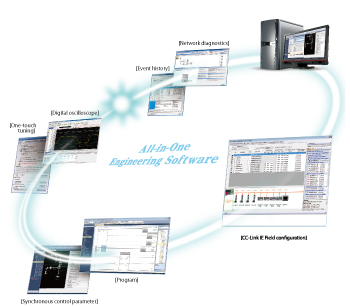 [Network diagnostics]
[Event history]
[Digital oscilloscope]
[One-touch
tuning]
All-in-One
Engineering Software
[CC-Link IE Field configuration]
[Program]
[Synchronous control parameter]